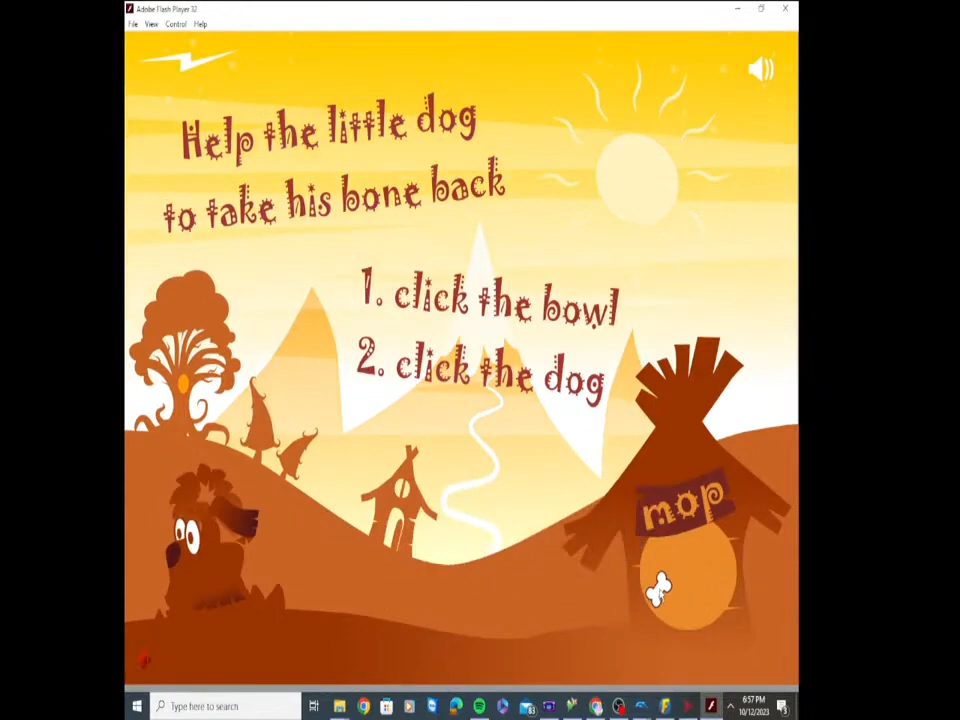 Adobe Flash Player 32
File View Control Help
Help the little dog
to take his bone back
1. click the bowl
2. click the dog
mop
Type here to search
6:57 PM
10/12/2023